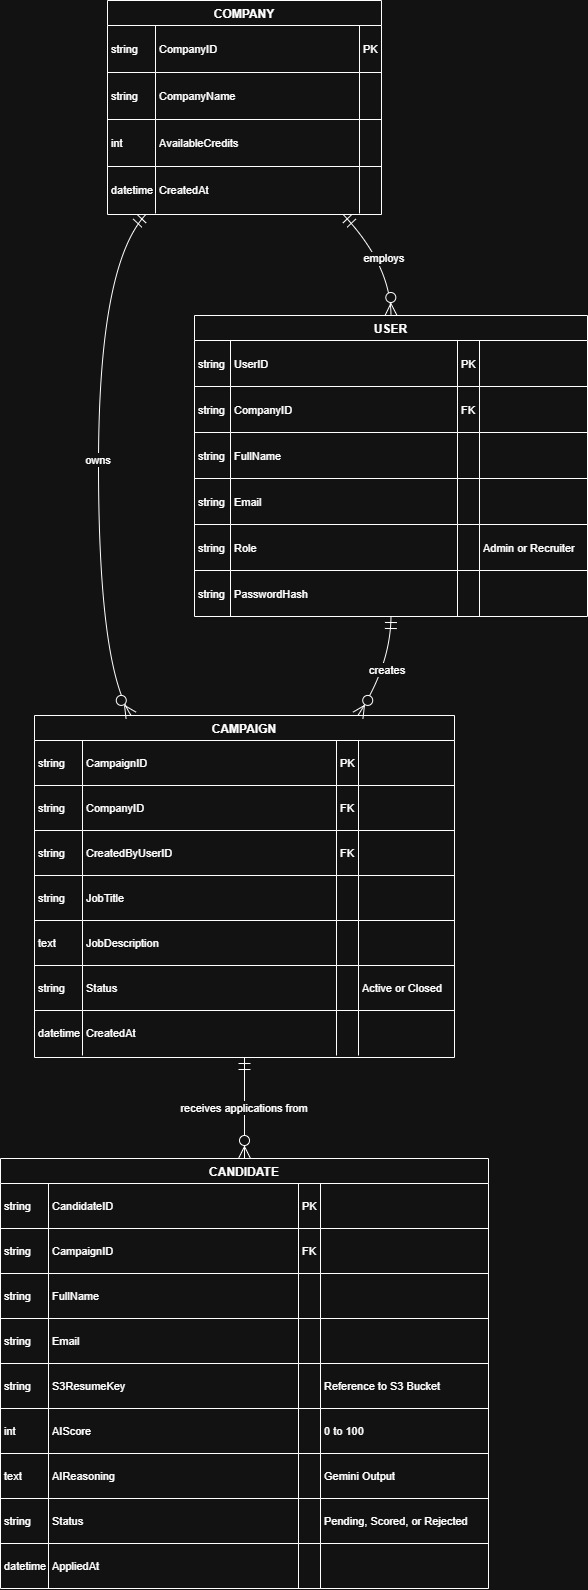 COMPANY
string CompanyID PK
string CompanyName
int AvailableCredits
datetime CreatedAt
employs
USER
string UserID PK
string CompanyID FK
string FullName
owns
string Email
string Role Admin or Recruiter
string PasswordHash
creates
CAMPAIGN
string CampaignID PK
string CompanyID FK
string CreatedByUserID FK
string JobTitle
text JobDescription
string Status Active or Closed
datetime CreatedAt
receives applications from
CANDIDATE
string CandidateID PK
string CampaignID FK
string FullName
string Email
string S3ResumeKey Reference to S3 Bucket
int AIScore 0 to 100
text AIReasoning Gemini Output
string Status Pending, Scored, or Rejected
datetime AppliedAt